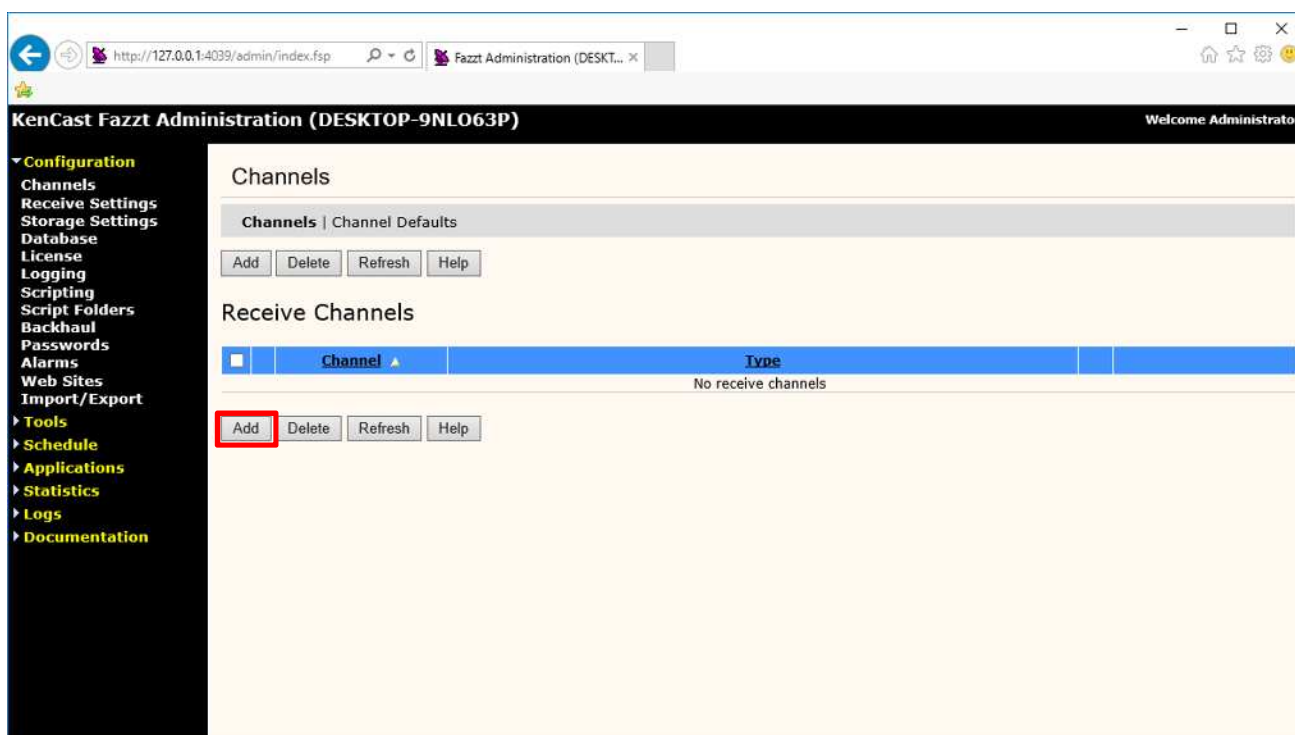 http://127.0.0.1:4039/admin/index.fsp
Fazzt Administration (DESKT...
KenCast Fazzt Administration (DESKTOP-9NLO63P)
Welcome Administrato
Configuration
Channels
Receive Settings
Storage Settings
Database
License
Logging
Scripting
Script Folders
Backhaul
Passwords
Alarms
Web Sites
Import/Export
Tools
Schedule
Applications
Statistics
Logs
Documentation
Channels
Channels | Channel Defaults
Add Delete Refresh Help
Receive Channels
Channel Type
No receive channels
Add Delete Refresh Help